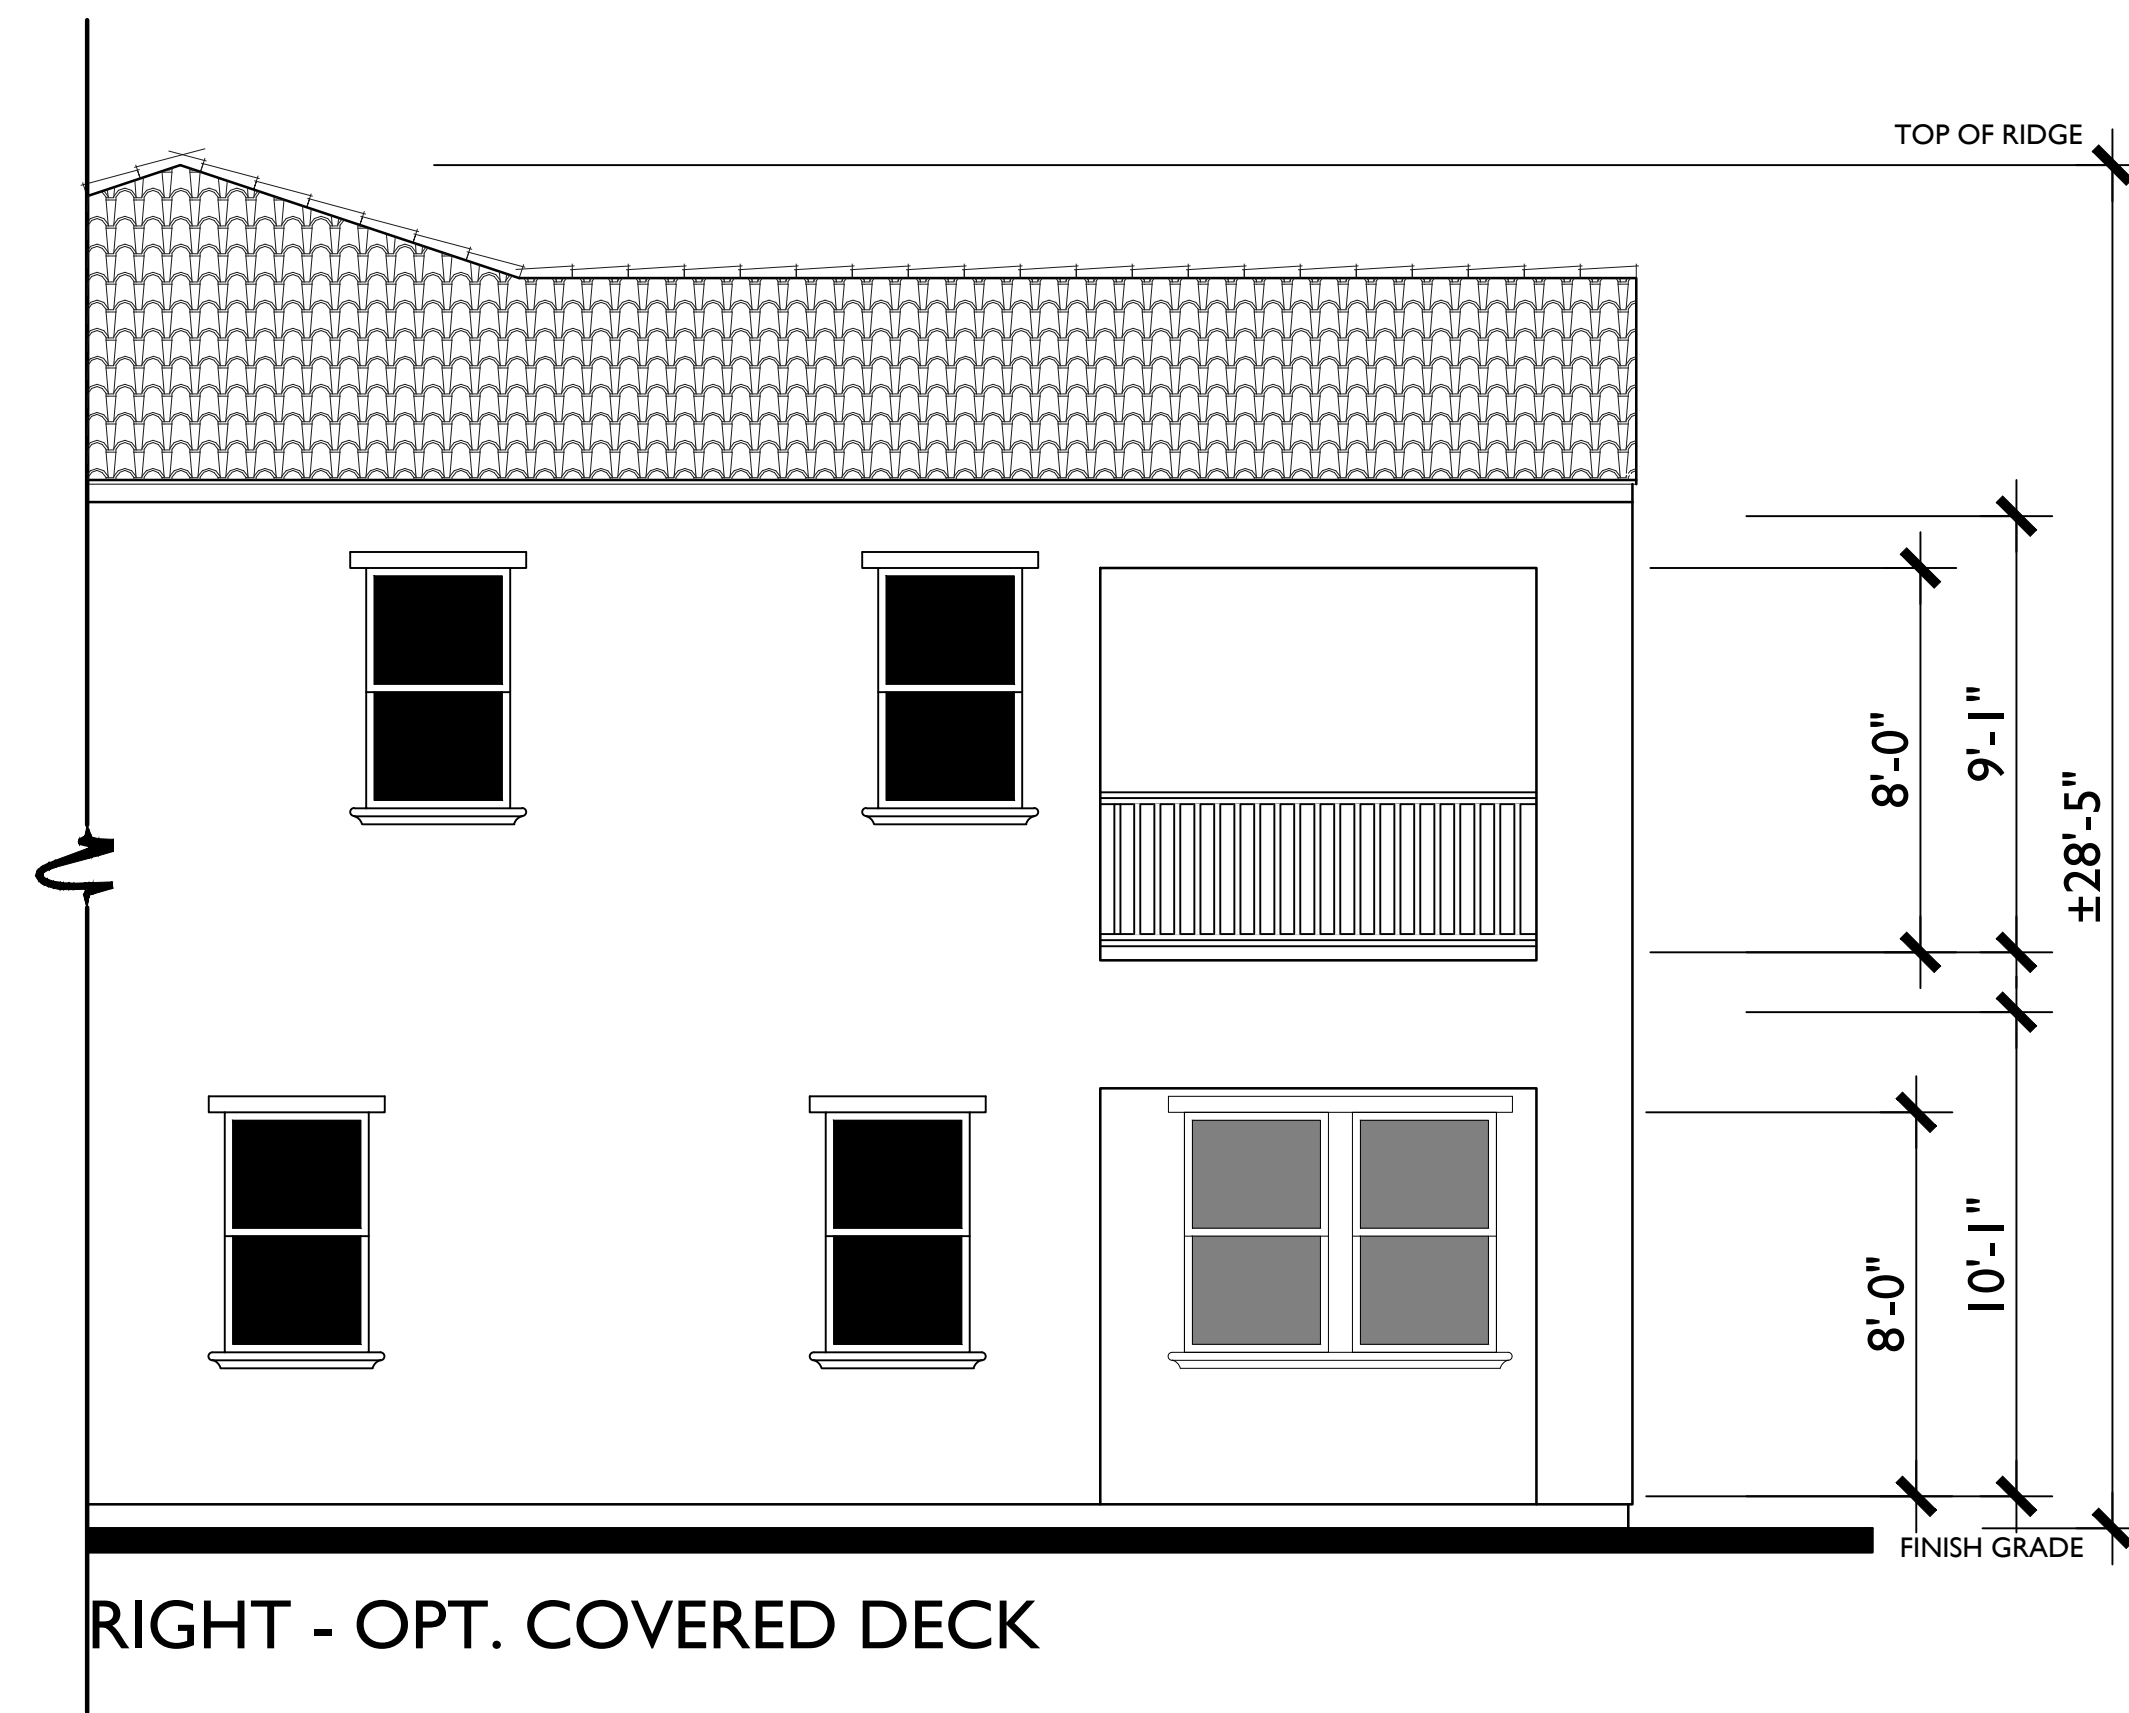 TOP OF RIDGE
8'-0"
9'-1"
±28'-5"
8'-0"
10'-1"
FINISH GRADE
RIGHT - OPT. COVERED DECK